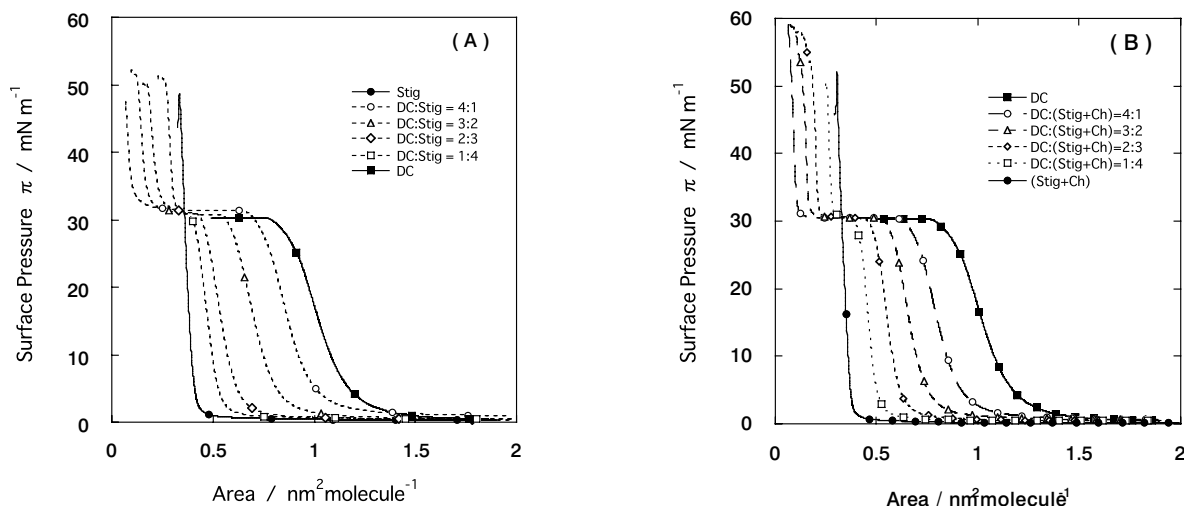 60
50
40
30
20
10
0
0
0.5
1
1.5
2
Surface Pressure π / mN m⁻¹
Area / nm² molecule⁻¹
( A )
Stig
DC:Stig = 4:1
DC:Stig = 3:2
DC:Stig = 2:3
DC:Stig = 1:4
DC
60
50
40
30
20
10
0
0
0.5
1
1.5
2
Surface Pressure π / mN m⁻¹
Area / nm² molecule⁻¹
( B )
DC
DC:(Stig+Ch)=4:1
DC:(Stig+Ch)=3:2
DC:(Stig+Ch)=2:3
DC:(Stig+Ch)=1:4
(Stig+Ch)